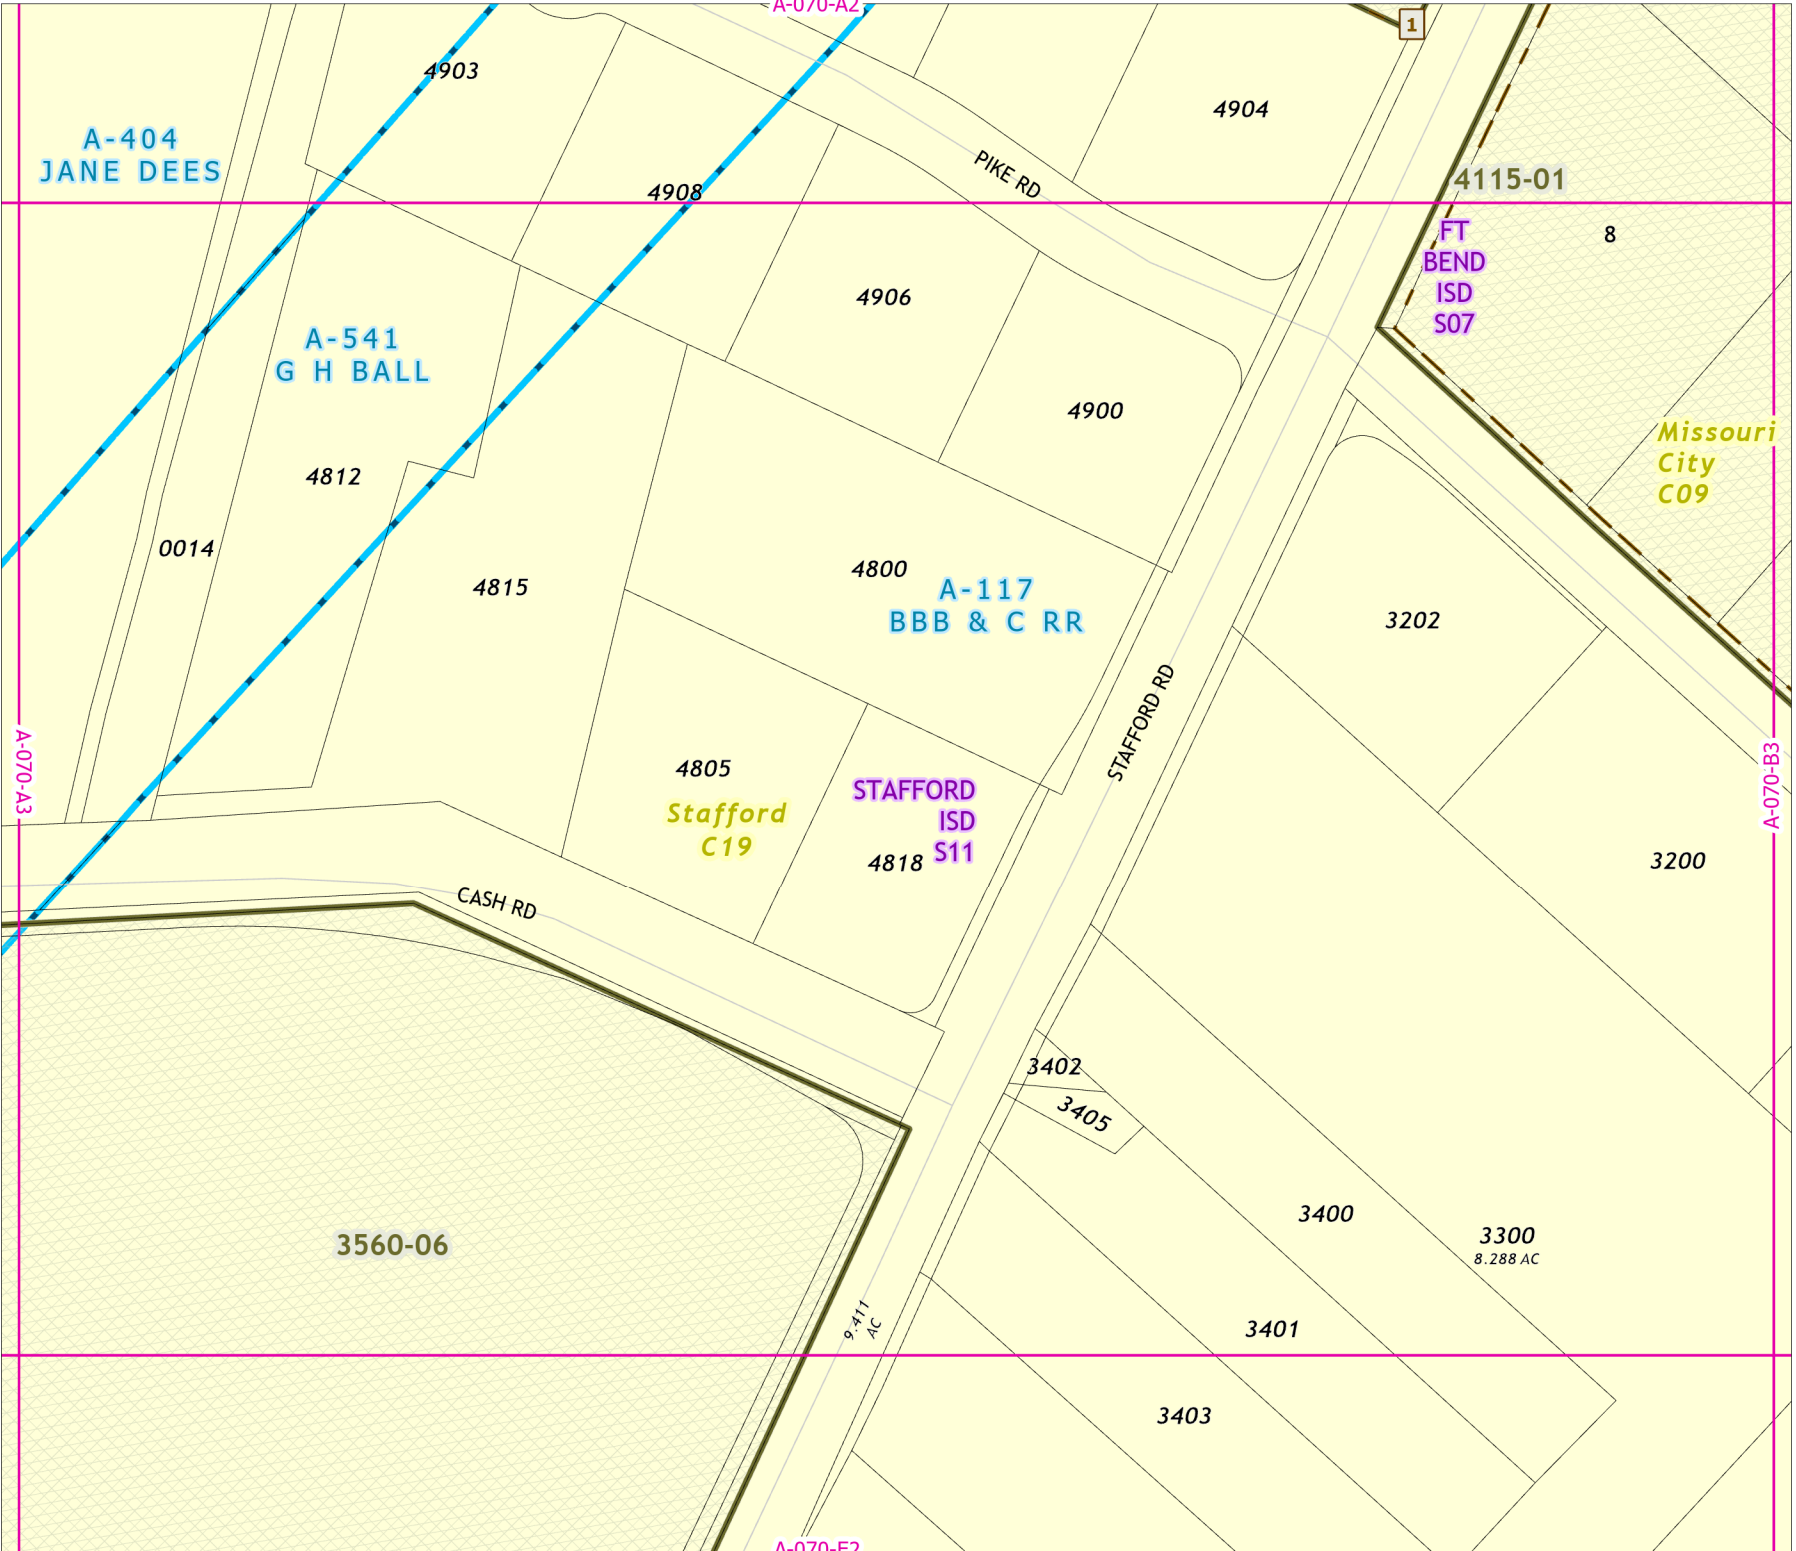 A-070-A2
1
4903
4904
A-404
JANE DEES
PIKE RD
4115-01
4908
FT
BEND
ISD
S07
8
4906
A-541
G H BALL
4900
Missouri
City
C09
4812
0014
4815
4800
A-117
BBB & C RR
3202
STAFFORD RD
A-070-A3
A-070-B3
4805
Stafford
C19
STAFFORD
ISD
S11
4818
3200
CASH RD
3402
3405
3560-06
3400
3300
8.288 AC
9.411
AC
3401
3403